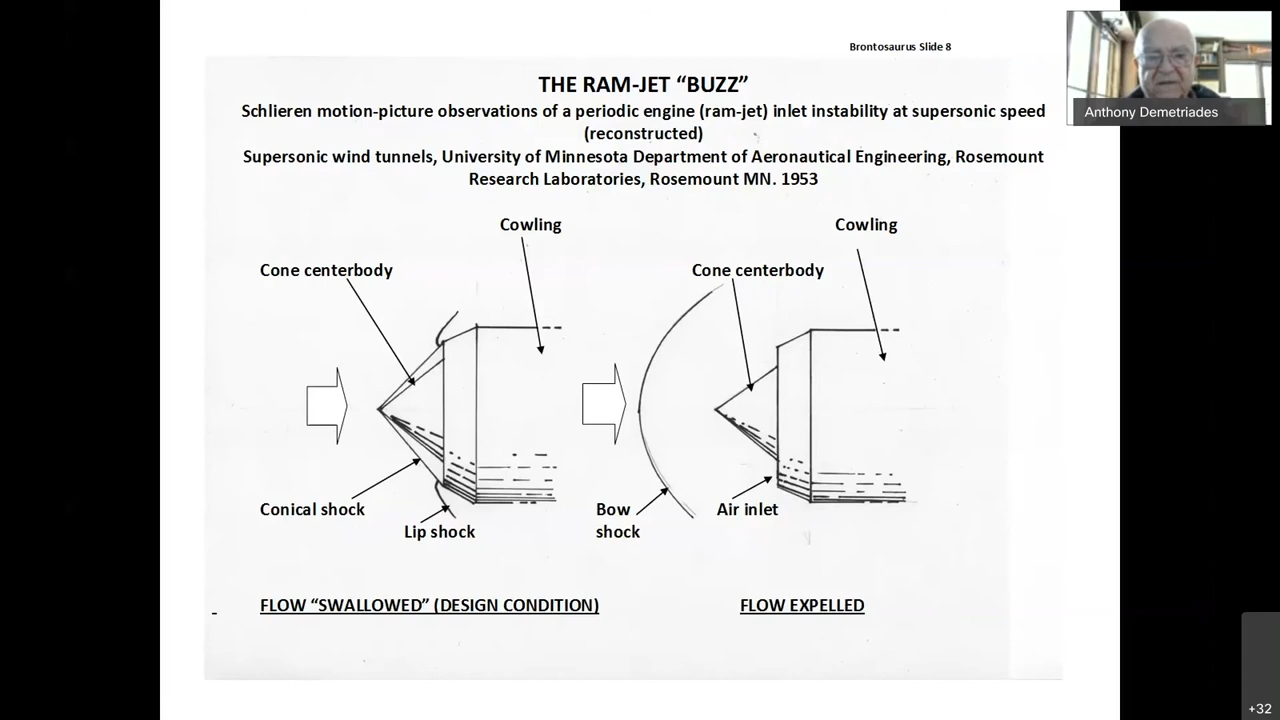 Brontosaurus Slide 8
Anthony Demetriades
THE RAM-JET “BUZZ”
Schlieren motion-picture observations of a periodic engine (ram-jet) inlet instability at supersonic speed
(reconstructed)
Supersonic wind tunnels, University of Minnesota Department of Aeronautical Engineering, Rosemount
Research Laboratories, Rosemount MN. 1953
Cowling
Cone centerbody
Conical shock
Lip shock
FLOW “SWALLOWED” (DESIGN CONDITION)
Cowling
Cone centerbody
Bow
shock
Air inlet
FLOW EXPELLED
+32